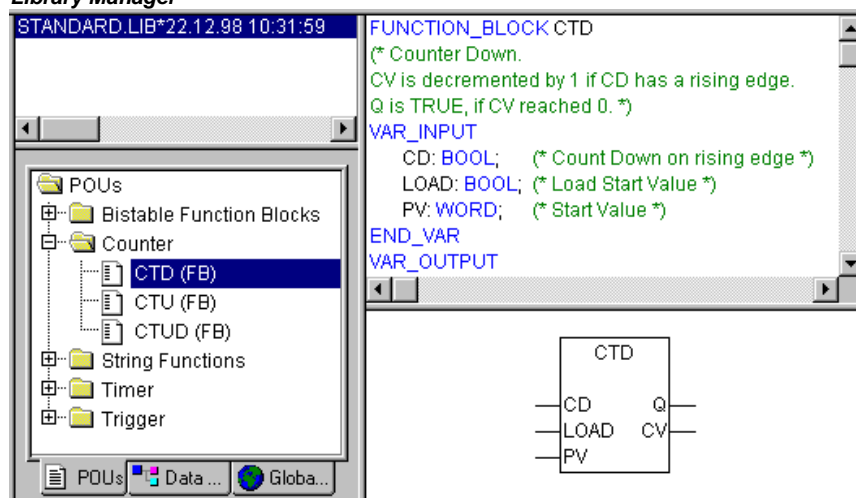 Library Manager
STANDARD.LIB*22.12.98 10:31:59
FUNCTION_BLOCK CTD
(* Counter Down.
CV is decremented by 1 if CD has a rising edge.
Q is TRUE, if CV reached 0. *)
VAR_INPUT
CD: BOOL; (* Count Down on rising edge *)
LOAD: BOOL; (* Load Start Value *)
PV: WORD; (* Start Value *)
END_VAR
VAR_OUTPUT
POUs
Bistable Function Blocks
Counter
CTD (FB)
CTU (FB)
CTUD (FB)
String Functions
Timer
Trigger
POUs Data ... Globa...
CTD
CD Q
LOAD CV
PV